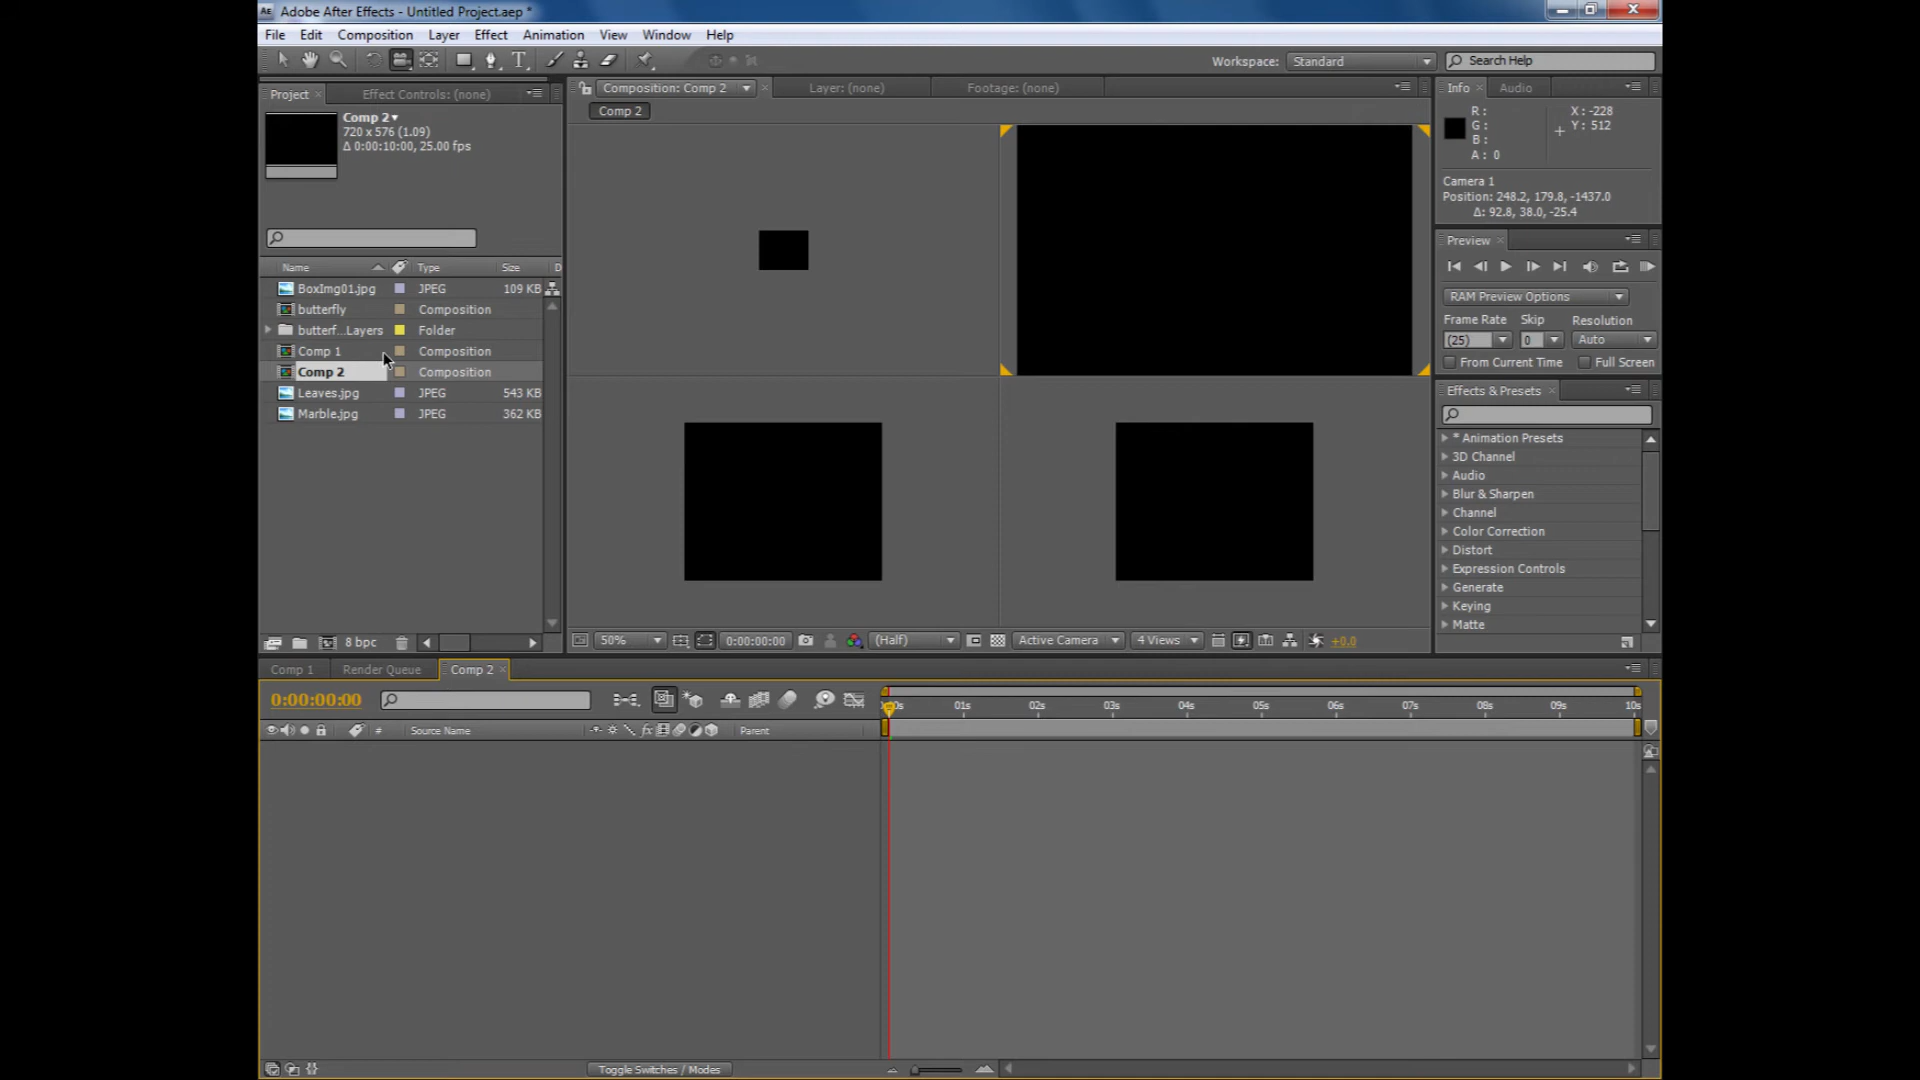 Adobe After Effects - Untitled Project.aep *
File Edit Composition Layer Effect Animation View Window Help
Workspace: Standard Search Help
Project Effect Controls: (none)
Comp 2
720 x 576 (1.09)
Δ 0:00:10:00, 25.00 fps
Name Type Size D
BoxImg01.jpg JPEG 109 KB
butterfly Composition
butterf...Layers Folder
Comp 1 Composition
Comp 2 Composition
Leaves.jpg JPEG 543 KB
Marble.jpg JPEG 362 KB
8 bpc
Composition: Comp 2 Layer: (none) Footage: (none)
Comp 2
50% 0:00:00:00 (Half) Active Camera 4 Views +0.0
Info Audio
R: X: -228
G: Y: 512
B:
A: 0
Camera 1
Position: 248.2, 179.8, -1437.0
Δ: 92.8, 38.0, -25.4
Preview
RAM Preview Options
Frame Rate Skip Resolution
(25) 0 Auto
From Current Time Full Screen
Effects & Presets
* Animation Presets
3D Channel
Audio
Blur & Sharpen
Channel
Color Correction
Distort
Expression Controls
Generate
Keying
Matte
Comp 1 Render Queue Comp 2
0:00:00:00
01s 02s 03s 04s 05s 06s 07s 08s 09s 10s
# Source Name fx Parent
Toggle Switches / Modes